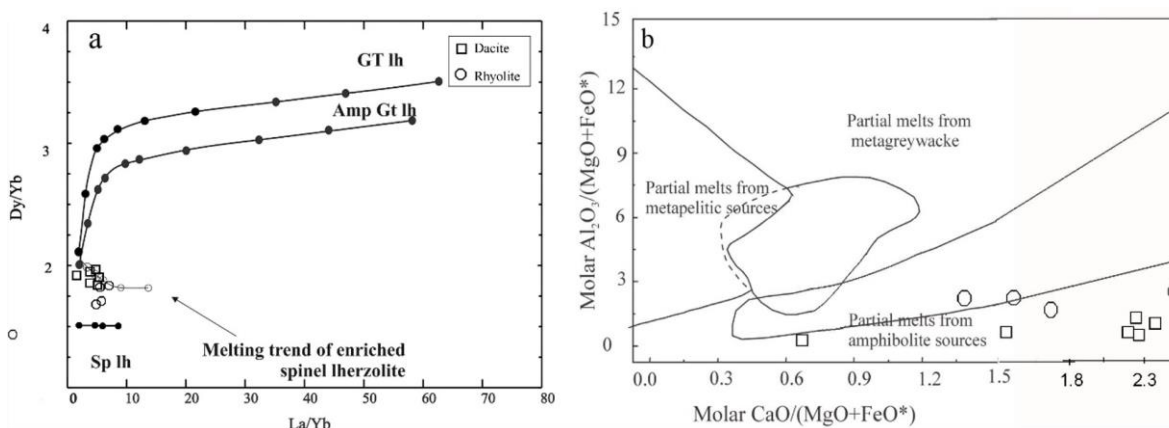 a
4
3
2
Dy/Yb
Dacite
Rhyolite
GT lh
Amp Gt lh
Sp lh
Melting trend of enriched
spinel lherzolite
0
10
20
30
40
50
60
70
80
La/Yb
b
15
12
9
6
3
0
Molar Al₂O₃/(MgO+FeO*)
Partial melts from
metagreywacke
Partial melts from
metapelitic sources
Partial melts from
amphibolite sources
0.0
0.3
0.6
0.9
1.2
1.5
1.8
2.3
Molar CaO/(MgO+FeO*)